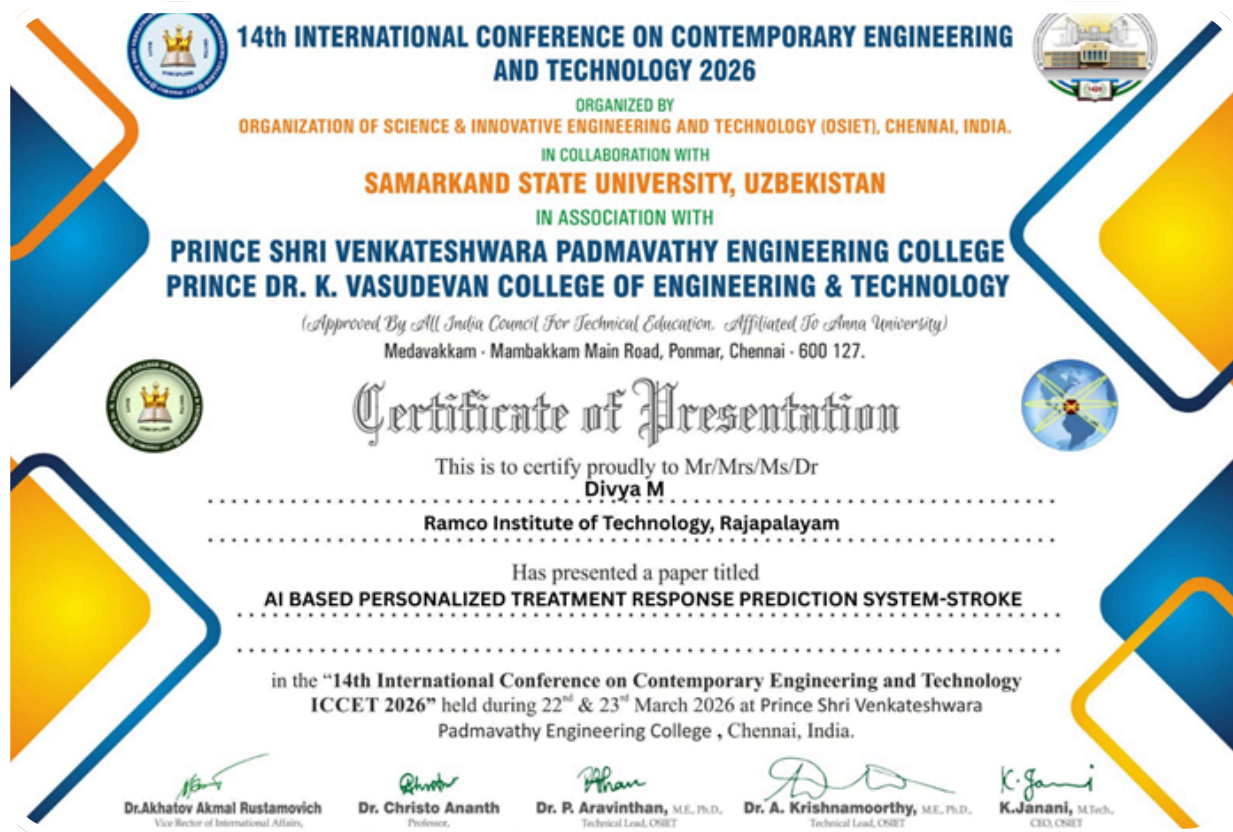 14th INTERNATIONAL CONFERENCE ON CONTEMPORARY ENGINEERING
AND TECHNOLOGY 2026
ORGANIZED BY
ORGANIZATION OF SCIENCE & INNOVATIVE ENGINEERING AND TECHNOLOGY (OSIET), CHENNAI, INDIA.
IN COLLABORATION WITH
SAMARKAND STATE UNIVERSITY, UZBEKISTAN
IN ASSOCIATION WITH
PRINCE SHRI VENKATESHWARA PADMAVATHY ENGINEERING COLLEGE
PRINCE DR. K. VASUDEVAN COLLEGE OF ENGINEERING & TECHNOLOGY
(Approved By All India Council For Technical Education. Affiliated To Anna University)
Medavakkam - Mambakkam Main Road, Ponmar, Chennai - 600 127.
Certificate of Presentation
This is to certify proudly to Mr/Mrs/Ms/Dr
Divya M
Ramco Institute of Technology, Rajapalayam
Has presented a paper titled
AI BASED PERSONALIZED TREATMENT RESPONSE PREDICTION SYSTEM-STROKE
in the “14th International Conference on Contemporary Engineering and Technology
ICCET 2026” held during 22nd & 23rd March 2026 at Prince Shri Venkateshwara
Padmavathy Engineering College , Chennai, India.
Dr.Akhatov Akmal Rustamovich
Vice Rector of International Affairs,
Dr. Christo Ananth
Professor,
Dr. P. Aravinthan, M.E., Ph.D.,
Technical Lead, OSIET
Dr. A. Krishnamoorthy, M.E., Ph.D.,
Technical Lead, OSIET
K. Janani
K.Janani, M.Tech.,
CEO, OSIET